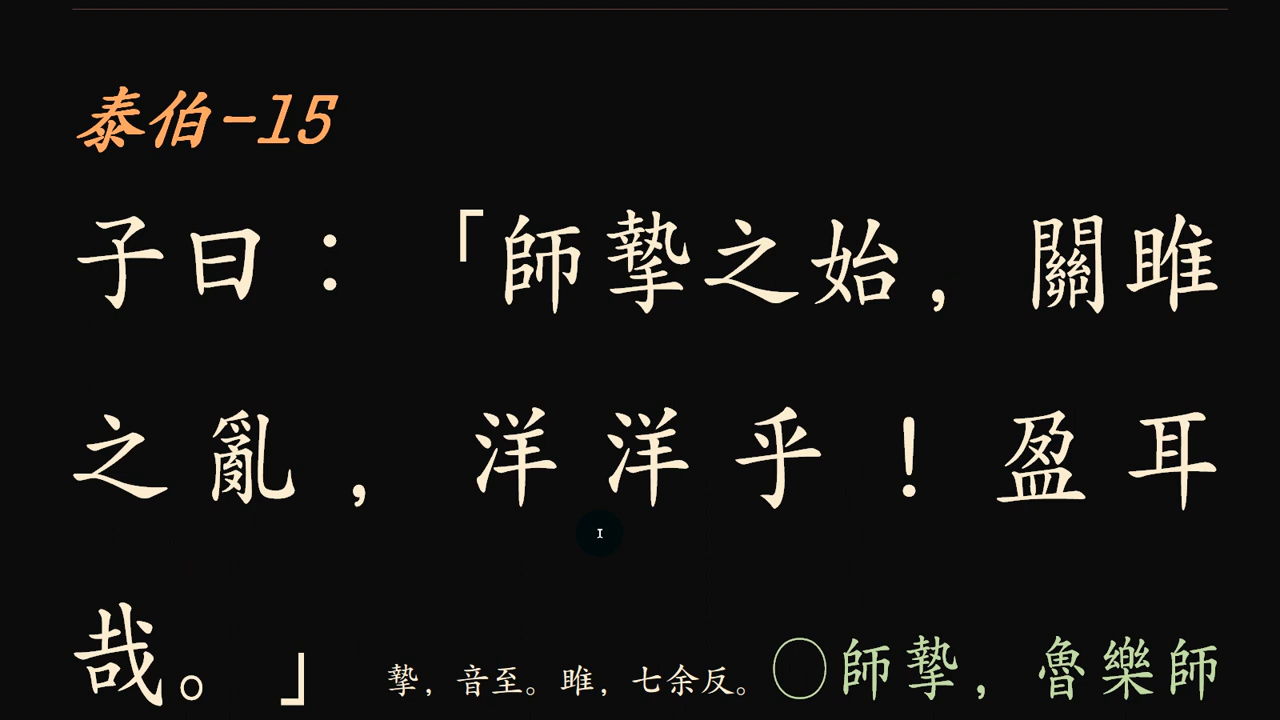 泰伯-15
子曰：「師摯之始，關雎
之亂，洋洋乎！盈耳
哉。」摯，音至。雎，七余反。〇師摯，魯樂師